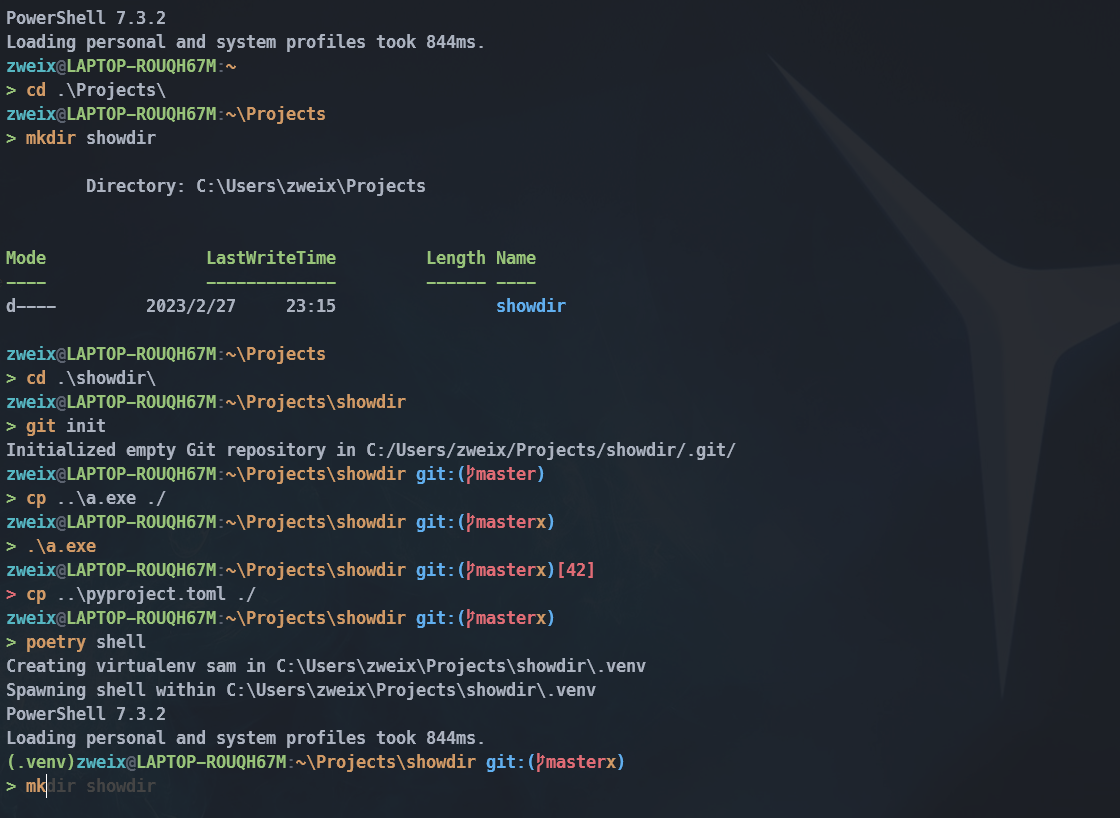 PowerShell 7.3.2
Loading personal and system profiles took 844ms.
zweix@LAPTOP-ROUQH67M:~
> cd .\Projects\
zweix@LAPTOP-ROUQH67M:~\Projects
> mkdir showdir
Directory: C:\Users\zweix\Projects
Mode                LastWriteTime         Length Name
----                -------------         ------ ----
d----         2023/2/27     23:15                showdir
zweix@LAPTOP-ROUQH67M:~\Projects
> cd .\showdir\
zweix@LAPTOP-ROUQH67M:~\Projects\showdir
> git init
Initialized empty Git repository in C:/Users/zweix/Projects/showdir/.git/
zweix@LAPTOP-ROUQH67M:~\Projects\showdir git:(master)
> cp ..\a.exe ./
zweix@LAPTOP-ROUQH67M:~\Projects\showdir git:(masterx)
> .\a.exe
zweix@LAPTOP-ROUQH67M:~\Projects\showdir git:(masterx)[42]
> cp ..\pyproject.toml ./
zweix@LAPTOP-ROUQH67M:~\Projects\showdir git:(masterx)
> poetry shell
Creating virtualenv sam in C:\Users\zweix\Projects\showdir\.venv
Spawning shell within C:\Users\zweix\Projects\showdir\.venv
PowerShell 7.3.2
Loading personal and system profiles took 844ms.
(.venv)zweix@LAPTOP-ROUQH67M:~\Projects\showdir git:(masterx)
> mkdir showdir